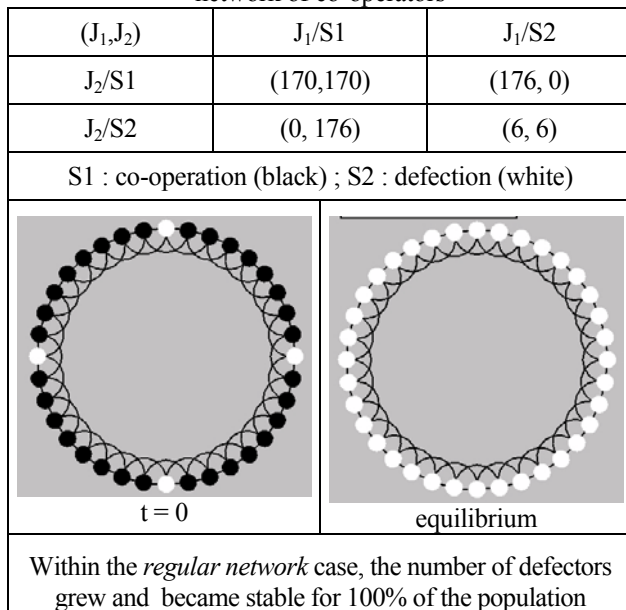 network of co-operators
(J₁,J₂) J₁/S1 J₁/S2
J₂/S1 (170,170) (176, 0)
J₂/S2 (0, 176) (6, 6)
S1 : co-operation (black) ; S2 : defection (white)
t = 0 equilibrium
Within the regular network case, the number of defectors
grew and became stable for 100% of the population